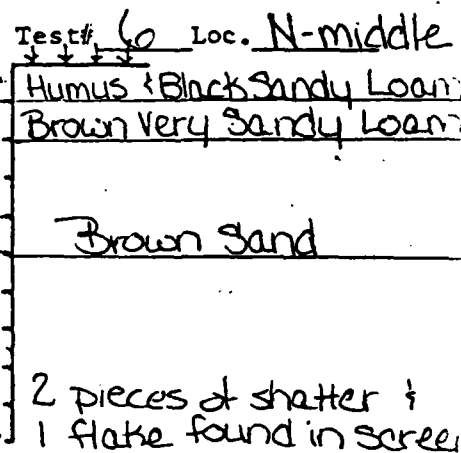 Test# 6 Loc. N-middle
Humus & Black Sandy Loam
Brown Very Sandy Loam
Brown Sand
2 pieces of shatter &
1 flake found in screen